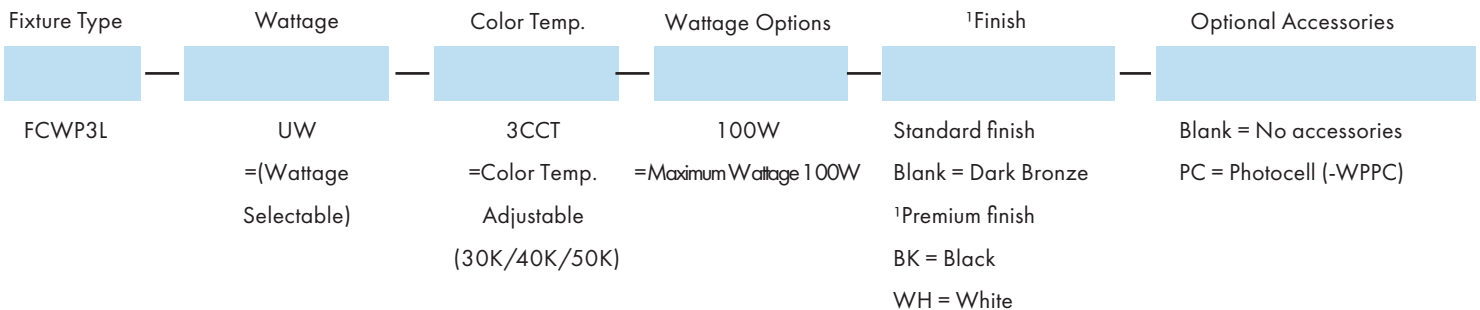 Fixture Type
Wattage
Color Temp.
Wattage Options
¹Finish
Optional Accessories
FCWP3L
UW
=(Wattage
Selectable)
3CCT
=Color Temp.
Adjustable
(30K/40K/50K)
100W
=Maximum Wattage 100W
Standard finish
Blank = Dark Bronze
¹Premium finish
BK = Black
WH = White
Blank = No accessories
PC = Photocell (-WPPC)